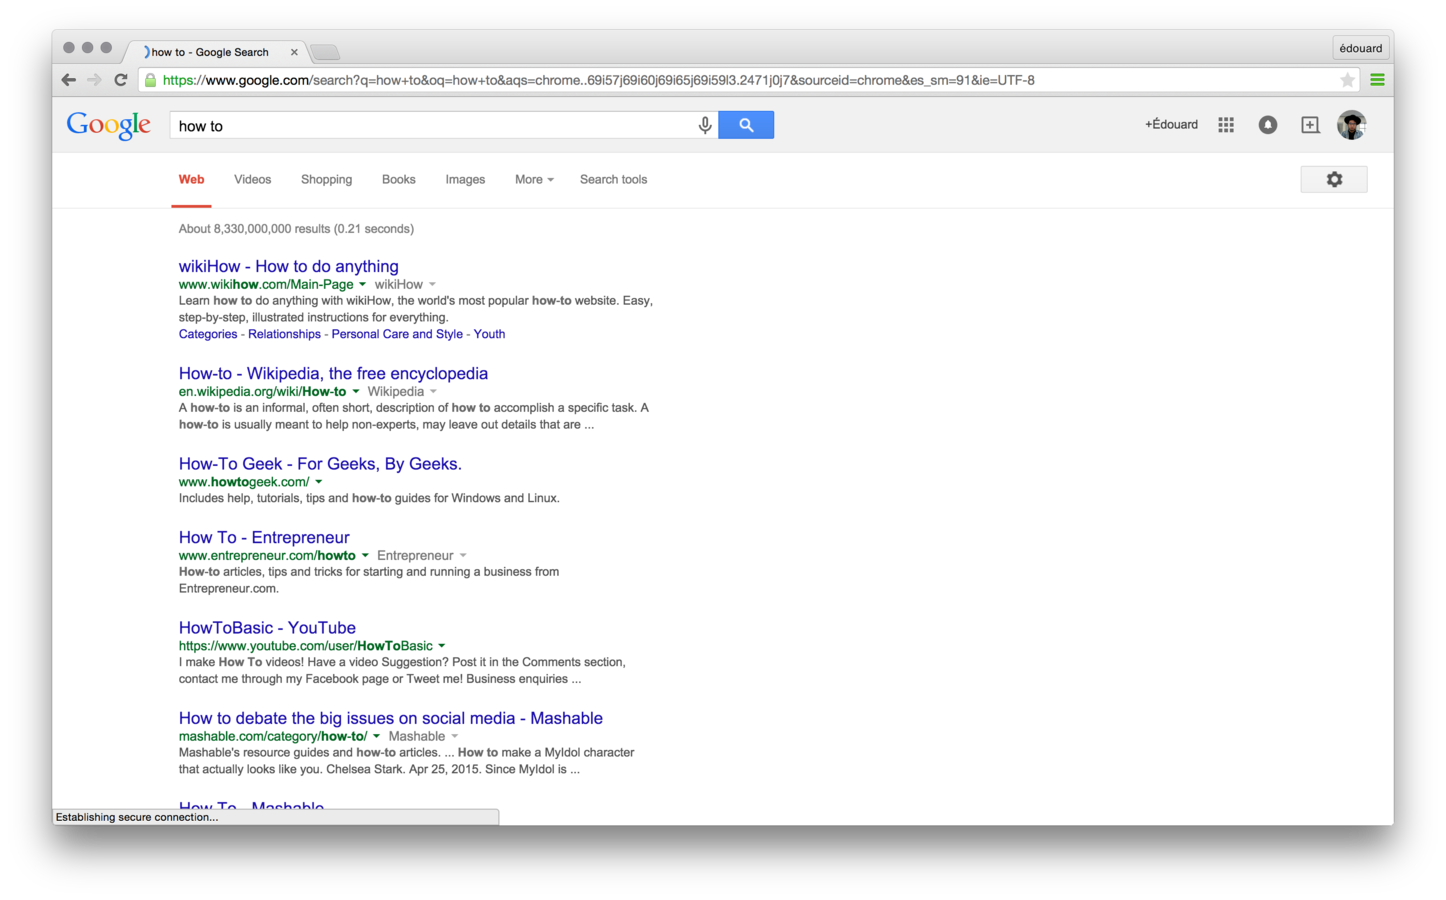 how to - Google Search
édouard
https://www.google.com/search?q=how+to&oq=how+to&aqs=chrome..69i57j69i60j69i65j69i59l3.2471j0j7&sourceid=chrome&es_sm=91&ie=UTF-8
Google
how to
+Édouard
Web
Videos
Shopping
Books
Images
More
Search tools
About 8,330,000,000 results (0.21 seconds)
wikiHow - How to do anything
www.wikihow.com/Main-Page wikiHow
Learn how to do anything with wikiHow, the world's most popular how-to website. Easy,
step-by-step, illustrated instructions for everything.
Categories - Relationships - Personal Care and Style - Youth
How-to - Wikipedia, the free encyclopedia
en.wikipedia.org/wiki/How-to Wikipedia
A how-to is an informal, often short, description of how to accomplish a specific task. A
how-to is usually meant to help non-experts, may leave out details that are ...
How-To Geek - For Geeks, By Geeks.
www.howtogeek.com/
Includes help, tutorials, tips and how-to guides for Windows and Linux.
How To - Entrepreneur
www.entrepreneur.com/howto Entrepreneur
How-to articles, tips and tricks for starting and running a business from
Entrepreneur.com.
HowToBasic - YouTube
https://www.youtube.com/user/HowToBasic
I make How To videos! Have a video Suggestion? Post it in the Comments section,
contact me through my Facebook page or Tweet me! Business enquiries ...
How to debate the big issues on social media - Mashable
mashable.com/category/how-to/ Mashable
Mashable's resource guides and how-to articles. ... How to make a MyIdol character
that actually looks like you. Chelsea Stark. Apr 25, 2015. Since MyIdol is ...
How To - Mashable
Establishing secure connection...